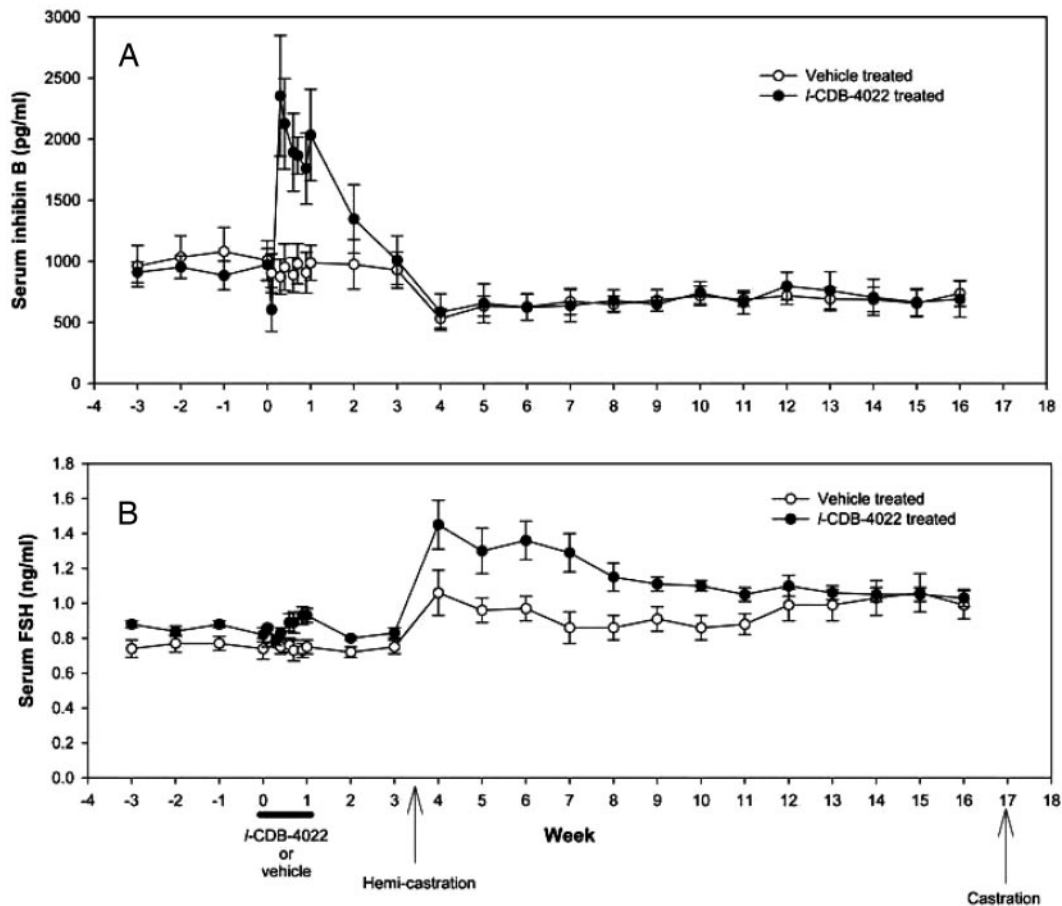 A
Serum inhibin B (pg/ml)
3000
2500
2000
1500
1000
500
0
Vehicle treated
l-CDB-4022 treated
-4 -3 -2 -1 0 1 2 3 4 5 6 7 8 9 10 11 12 13 14 15 16 17 18
B
Serum FSH (ng/ml)
1.8
1.6
1.4
1.2
1.0
0.8
0.6
0.4
0.2
0.0
Vehicle treated
l-CDB-4022 treated
-4 -3 -2 -1 0 1 2 3 4 5 6 7 8 9 10 11 12 13 14 15 16 17 18
l-CDB-4022
or
vehicle
Week
Hemi-castration
Castration